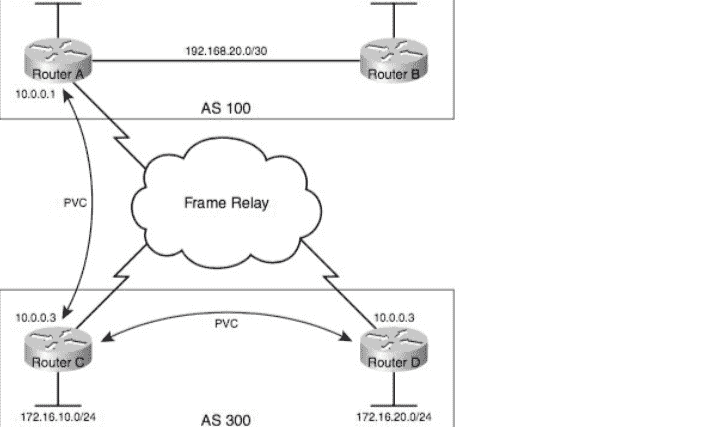 192.168.20.0/30
Router A
Router B
10.0.0.1
AS 100
PVC
Frame Relay
10.0.0.3
10.0.0.3
PVC
Router C
Router D
172.16.10.0/24
172.16.20.0/24
AS 300